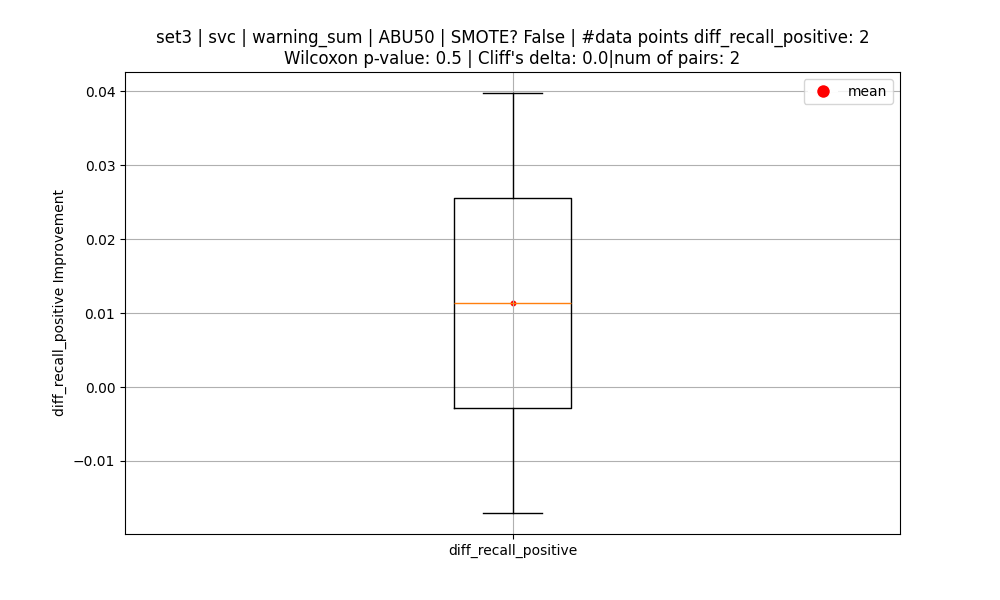 set3 | svc | warning_sum | ABU50 | SMOTE? False | #data points diff_recall_positive: 2
Wilcoxon p-value: 0.5 | Cliff's delta: 0.0|num of pairs: 2
mean
0.04
0.03
0.02
0.01
0.00
−0.01
diff_recall_positive Improvement
diff_recall_positive